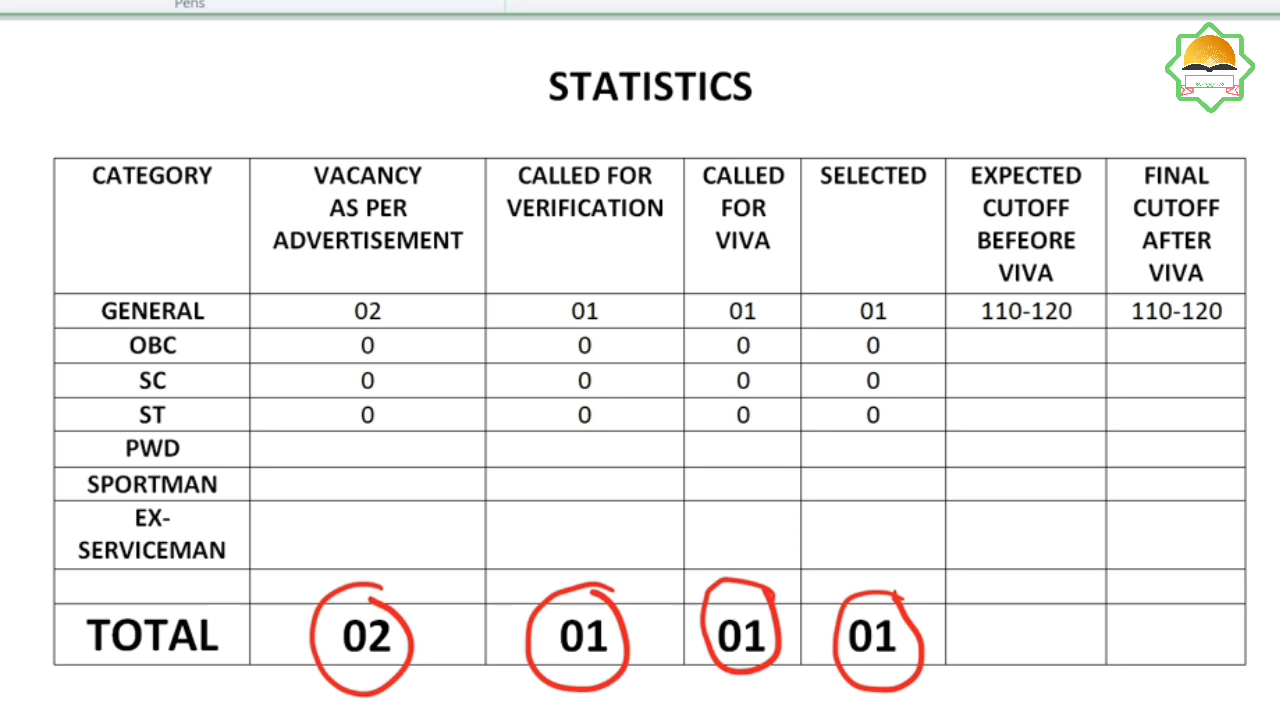 Pens
STATISTICS
CATEGORY
VACANCY
AS PER
ADVERTISEMENT
CALLED FOR
VERIFICATION
CALLED
FOR
VIVA
SELECTED
EXPECTED
CUTOFF
BEFEORE
VIVA
FINAL
CUTOFF
AFTER
VIVA
GENERAL 02 01 01 01 110-120 110-120
OBC 0 0 0 0
SC 0 0 0 0
ST 0 0 0 0
PWD
SPORTMAN
EX-
SERVICEMAN
TOTAL 02 01 01 01